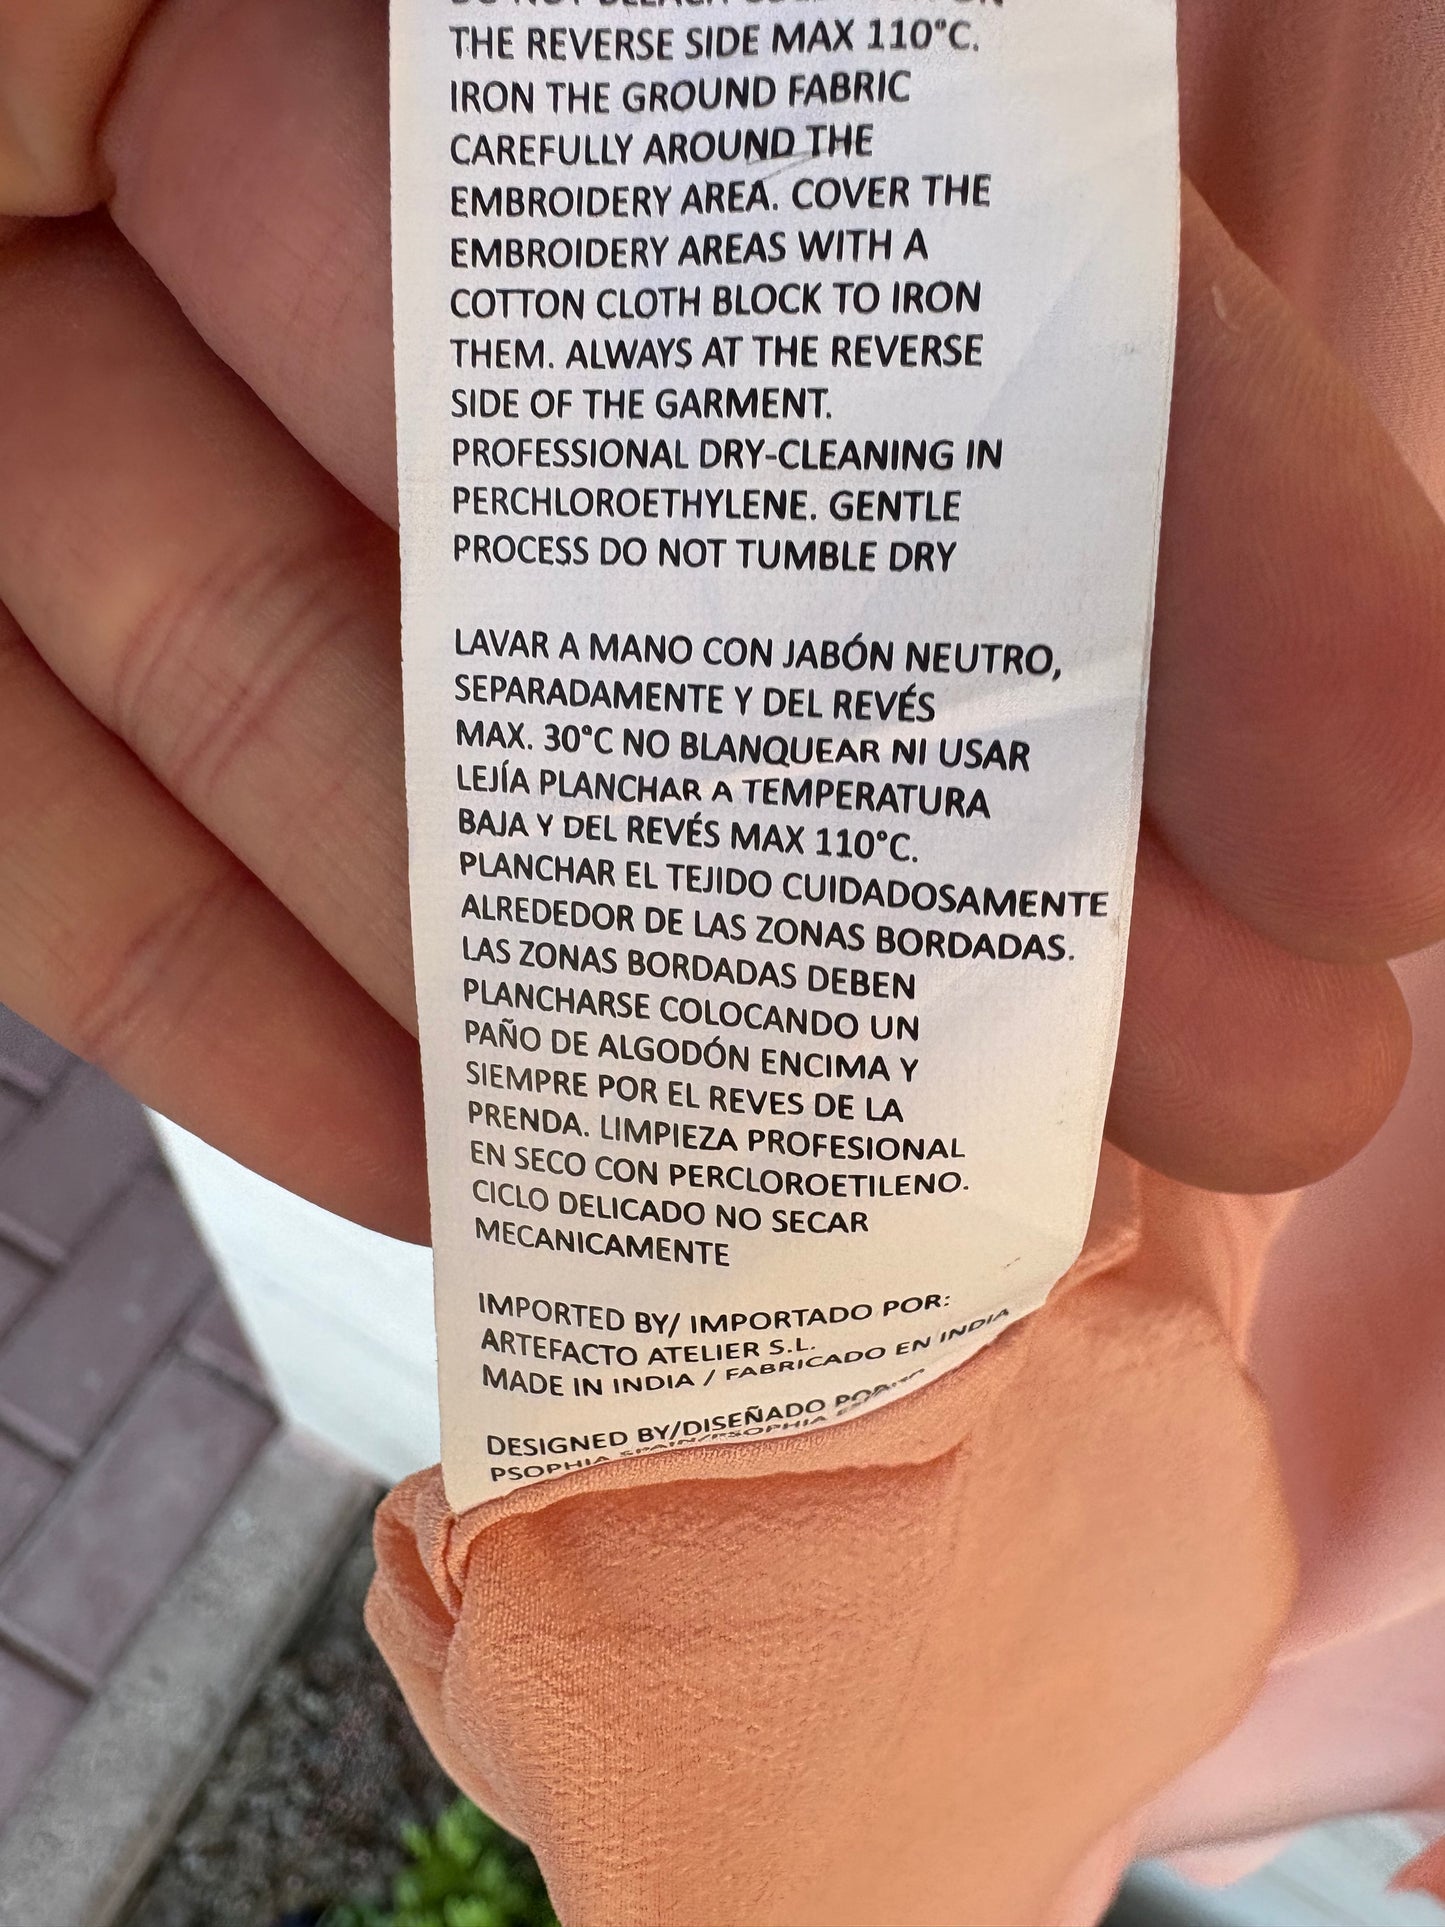 THE REVERSE SIDE MAX 110°C.
IRON THE GROUND FABRIC
CAREFULLY AROUND THE
EMBROIDERY AREA. COVER THE
EMBROIDERY AREAS WITH A
COTTON CLOTH BLOCK TO IRON
THEM. ALWAYS AT THE REVERSE
SIDE OF THE GARMENT.
PROFESSIONAL DRY-CLEANING IN
PERCHLOROETHYLENE. GENTLE
PROCESS DO NOT TUMBLE DRY
LAVAR A MANO CON JABÓN NEUTRO,
SEPARADAMENTE Y DEL REVÉS
MAX. 30°C NO BLANQUEAR NI USAR
LEJÍA PLANCHAR A TEMPERATURA
BAJA Y DEL REVÉS MAX 110°C.
PLANCHAR EL TEJIDO CUIDADOSAMENTE
ALREDEDOR DE LAS ZONAS BORDADAS.
LAS ZONAS BORDADAS DEBEN
PLANCHARSE COLOCANDO UN
PAÑO DE ALGODÓN ENCIMA Y
SIEMPRE POR EL REVES DE LA
PRENDA. LIMPIEZA PROFESIONAL
EN SECO CON PERCLOROETILENO.
CICLO DELICADO NO SECAR
MECANICAMENTE
IMPORTED BY/ IMPORTADO POR:
ARTEFACTO ATELIER S.L.
MADE IN INDIA / FABRICADO EN INDIA
DESIGNED BY/DISEÑADO
PSOPHIA